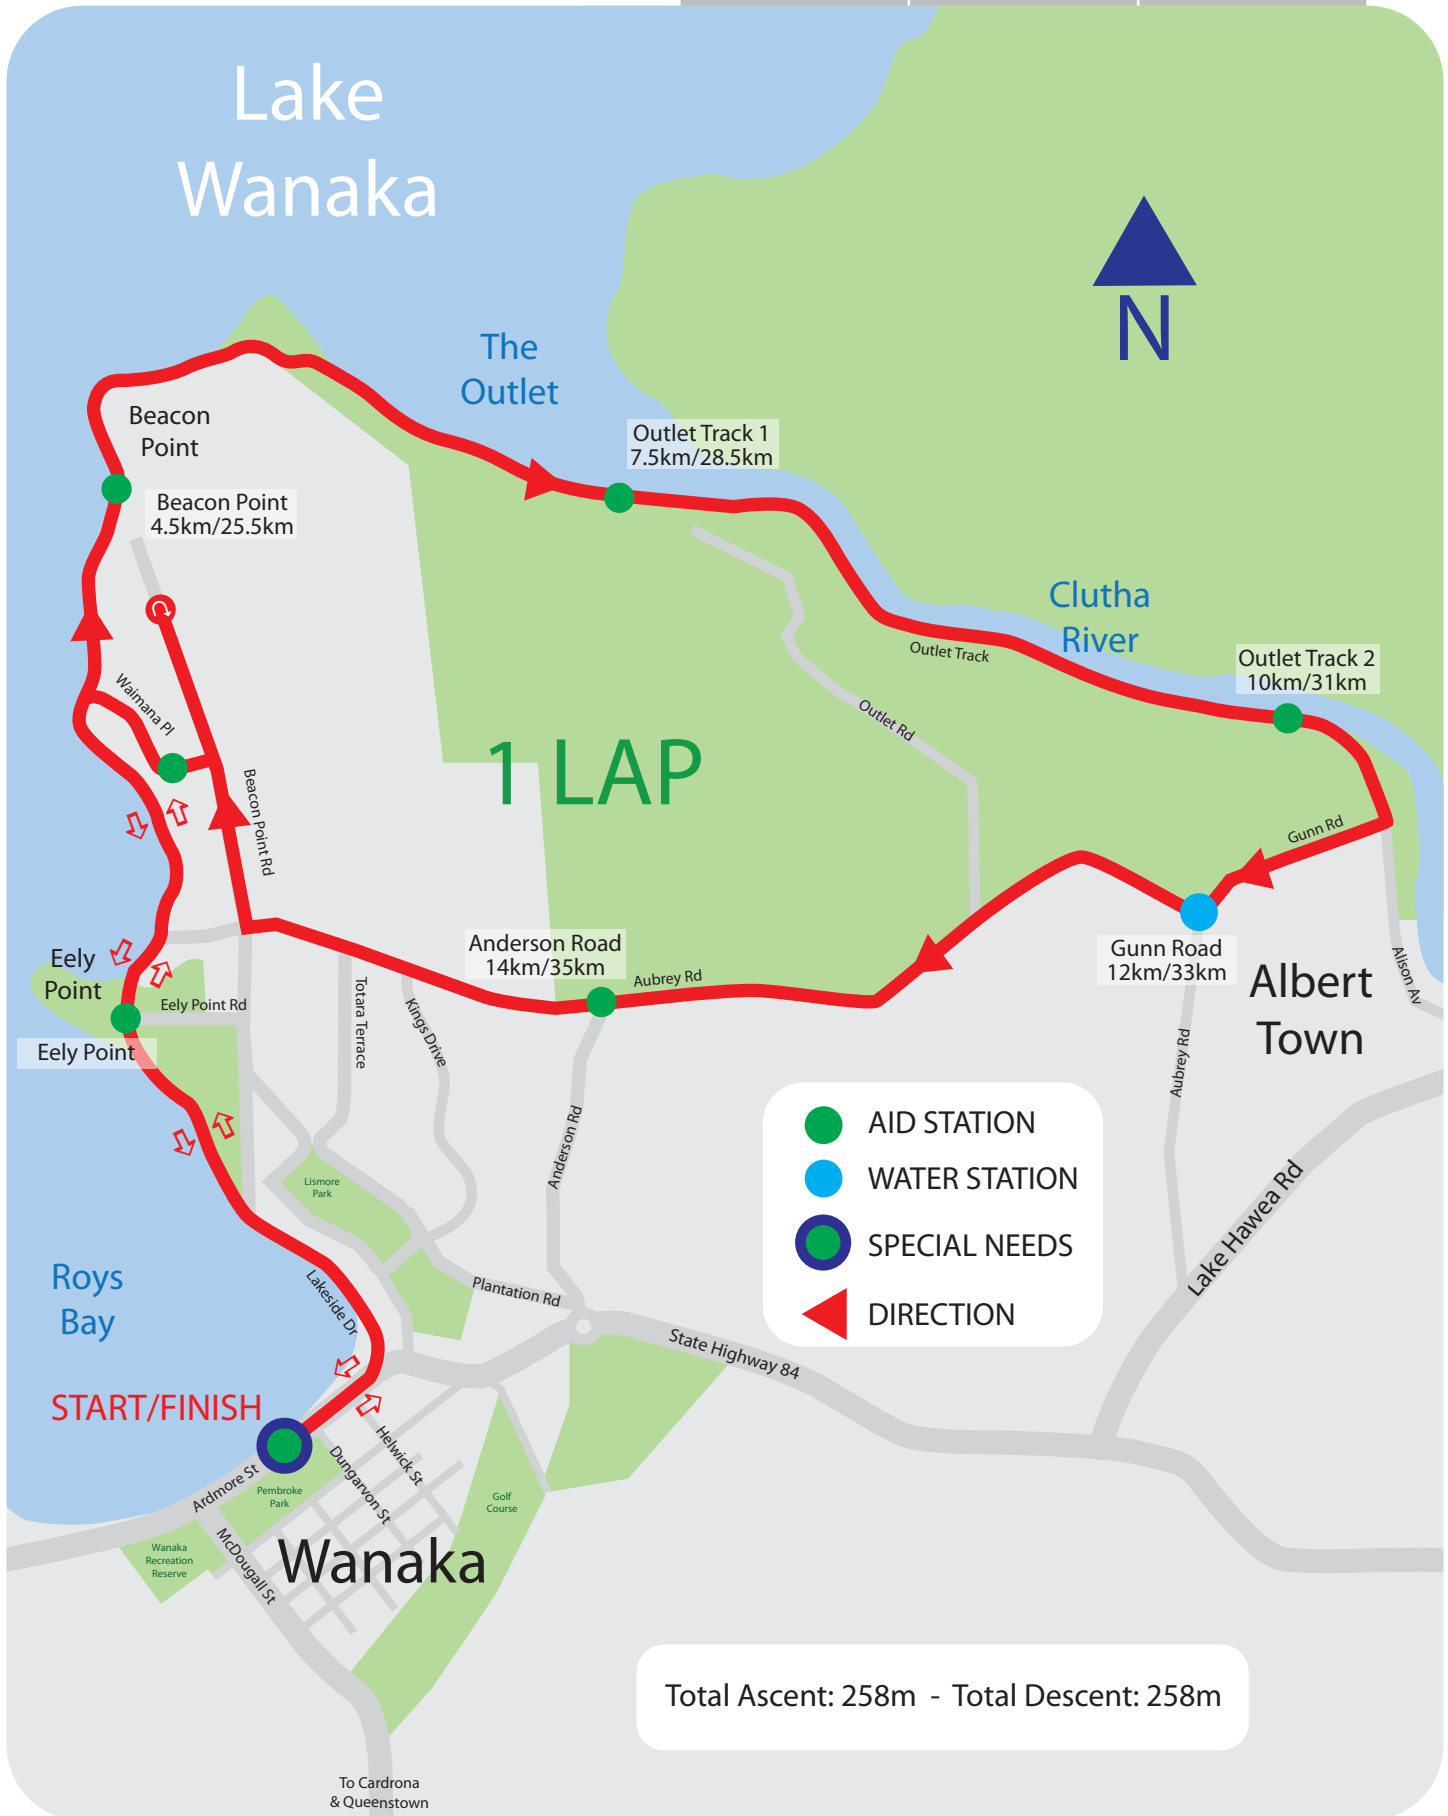 Lake
Wanaka
N
The
Outlet
Beacon
Point
Outlet Track 1
7.5km/28.5km
Beacon Point
4.5km/25.5km
Clutha
River
Outlet Track
Outlet Track 2
10km/31km
Waimana Pl
Outlet Rd
1 LAP
Beacon Point Rd
Gunn Rd
Eely
Point
Anderson Road
14km/35km
Aubrey Rd
Gunn Road
12km/33km
Albert
Town
Alison Av
Eely Point Rd
Totara Terrace
Kings Drive
Eely Point
Aubrey Rd
Anderson Rd
AID STATION
WATER STATION
SPECIAL NEEDS
DIRECTION
Lismore
Park
Lake Hawea Rd
Roys
Bay
Lakeside Dr
Plantation Rd
State Highway 84
START/FINISH
Helwick St
Dungarvon St
Ardmore St
Pembroke
Park
Golf
Course
Wanaka
Recreation
Reserve
McDougall St
Wanaka
Total Ascent: 258m - Total Descent: 258m
To Cardrona
& Queenstown